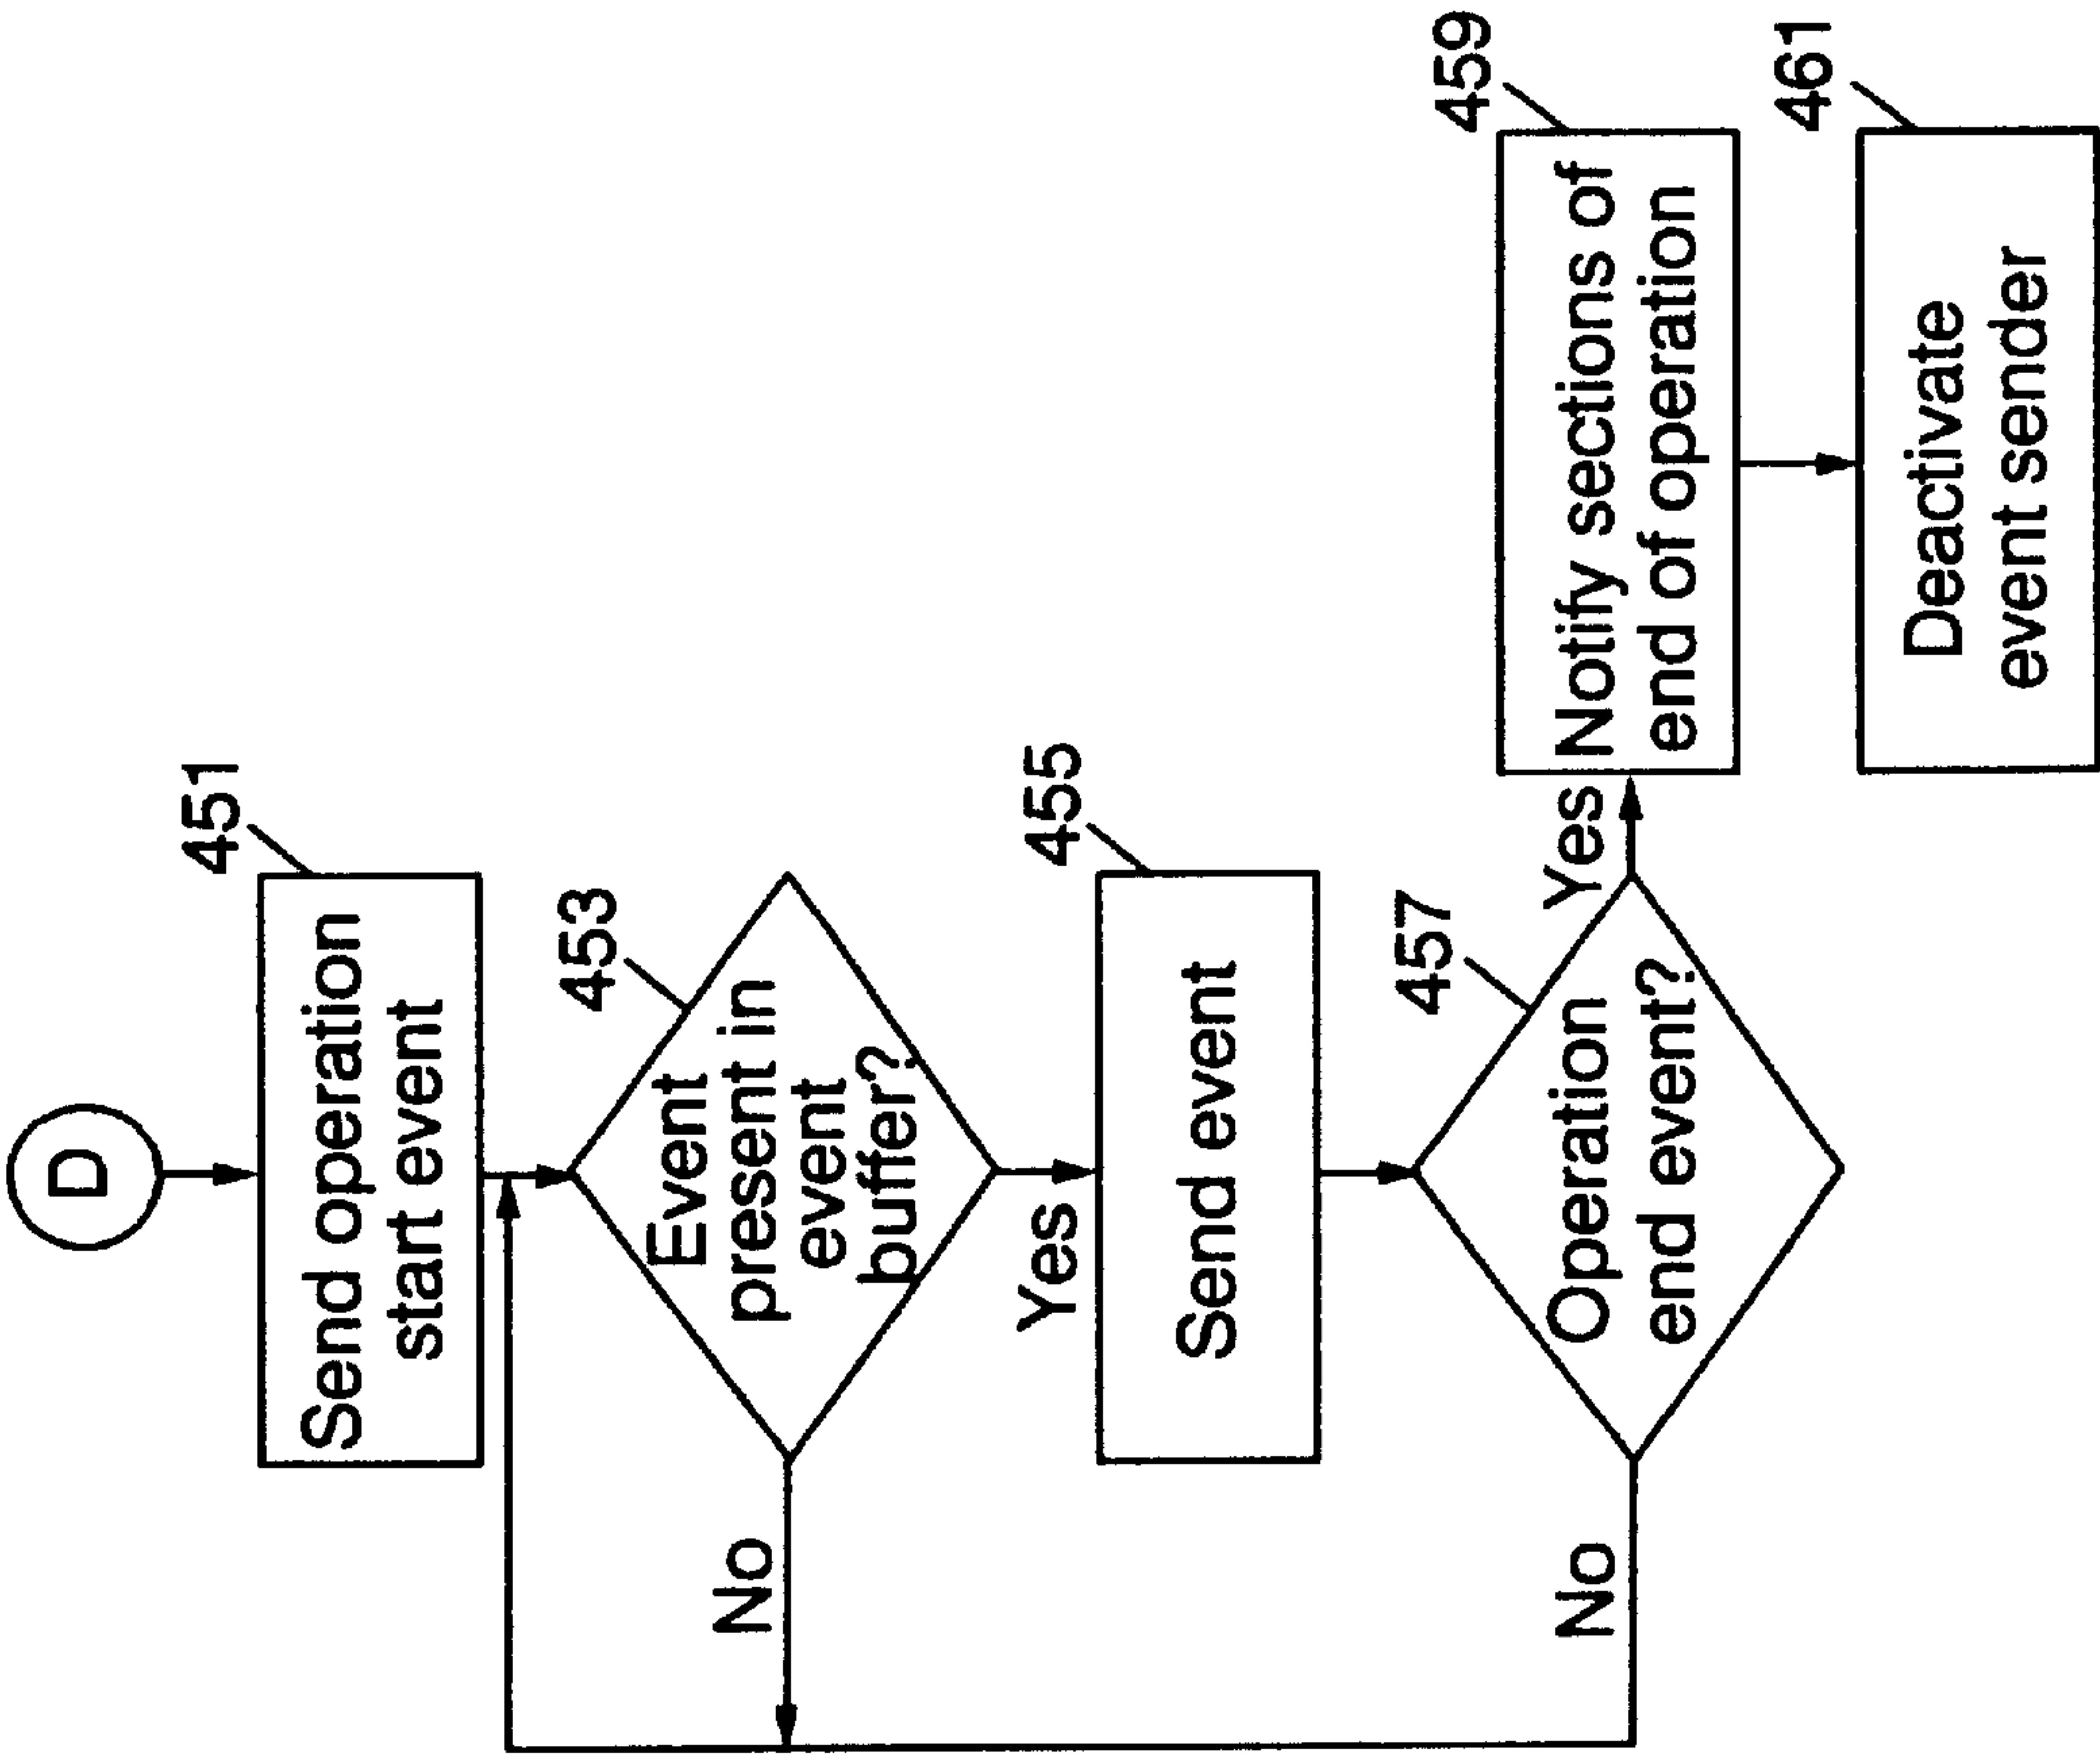 D
451
Send operation
start event
453
Event
present in
event
buffer?
No
Yes
455
Send event
457
Operation
end event?
No
Yes
459
Notify sections of
end of operation
461
Deactivate
event sender